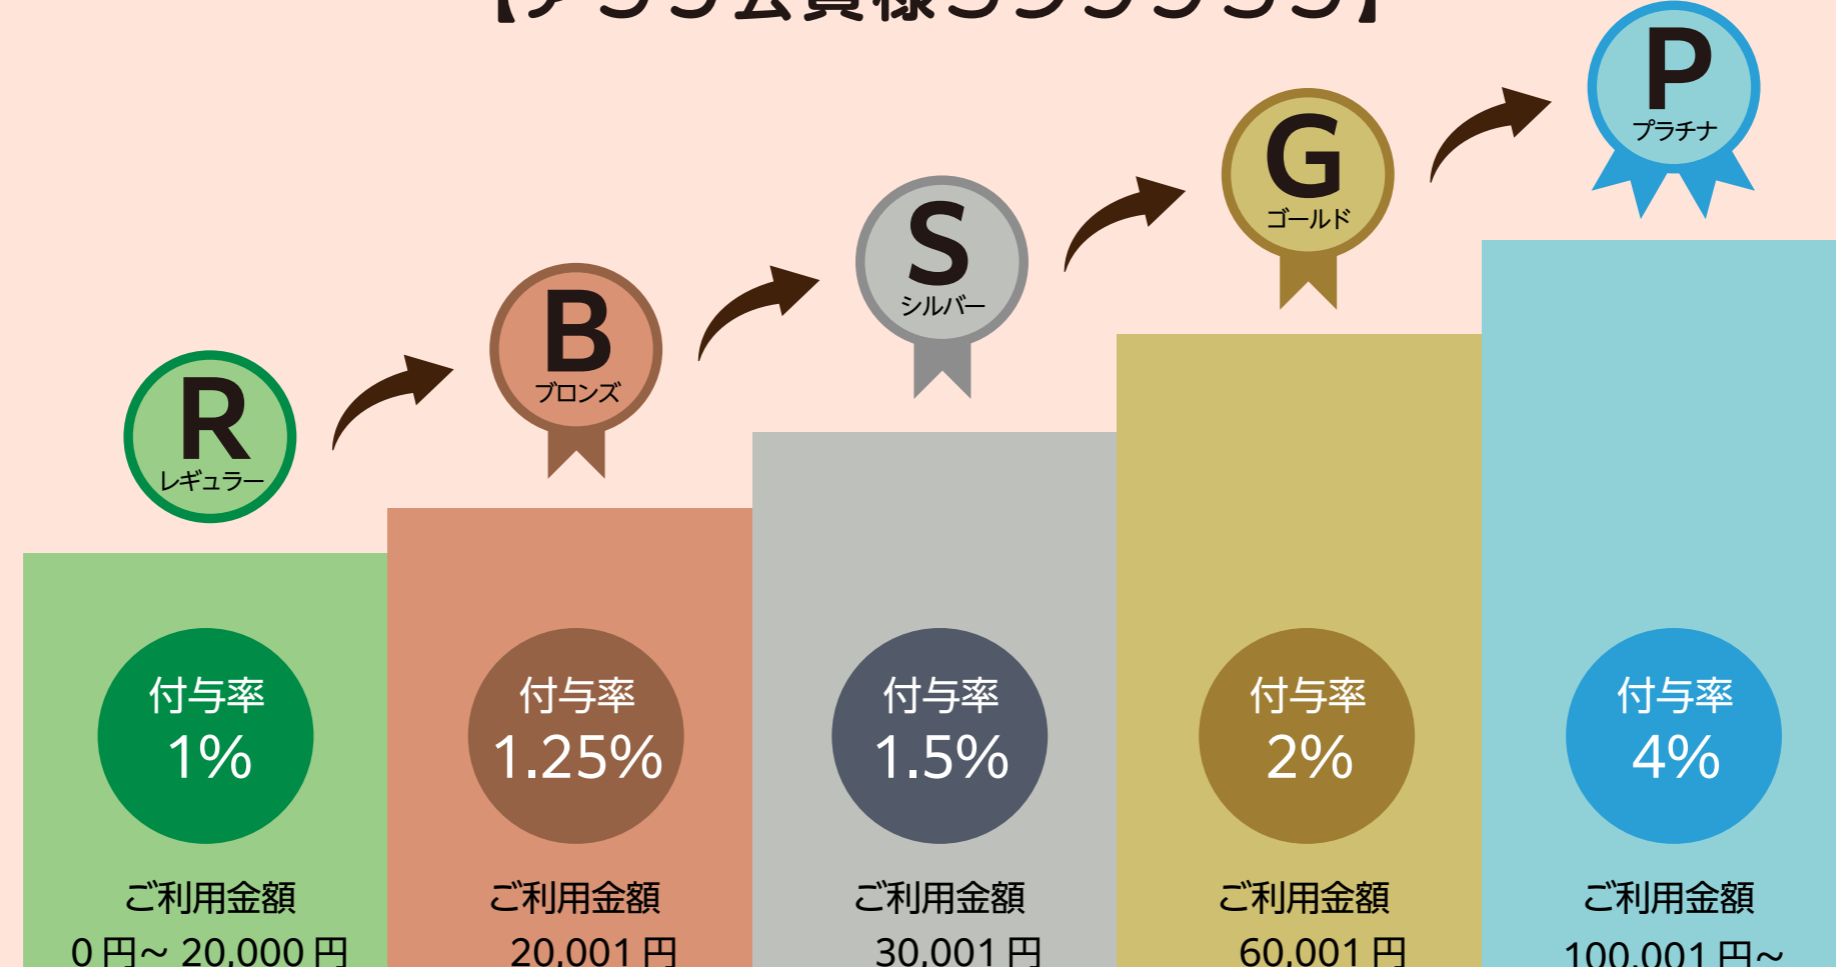 P
プラチナ
G
ゴールド
S
シルバー
B
ブロンズ
R
レギュラー
付与率
1%
付与率
1.25%
付与率
1.5%
付与率
2%
付与率
4%
ご利用金額
0円～20,000円
ご利用金額
20,001円
ご利用金額
30,001円
ご利用金額
60,001円
ご利用金額
100,001円～